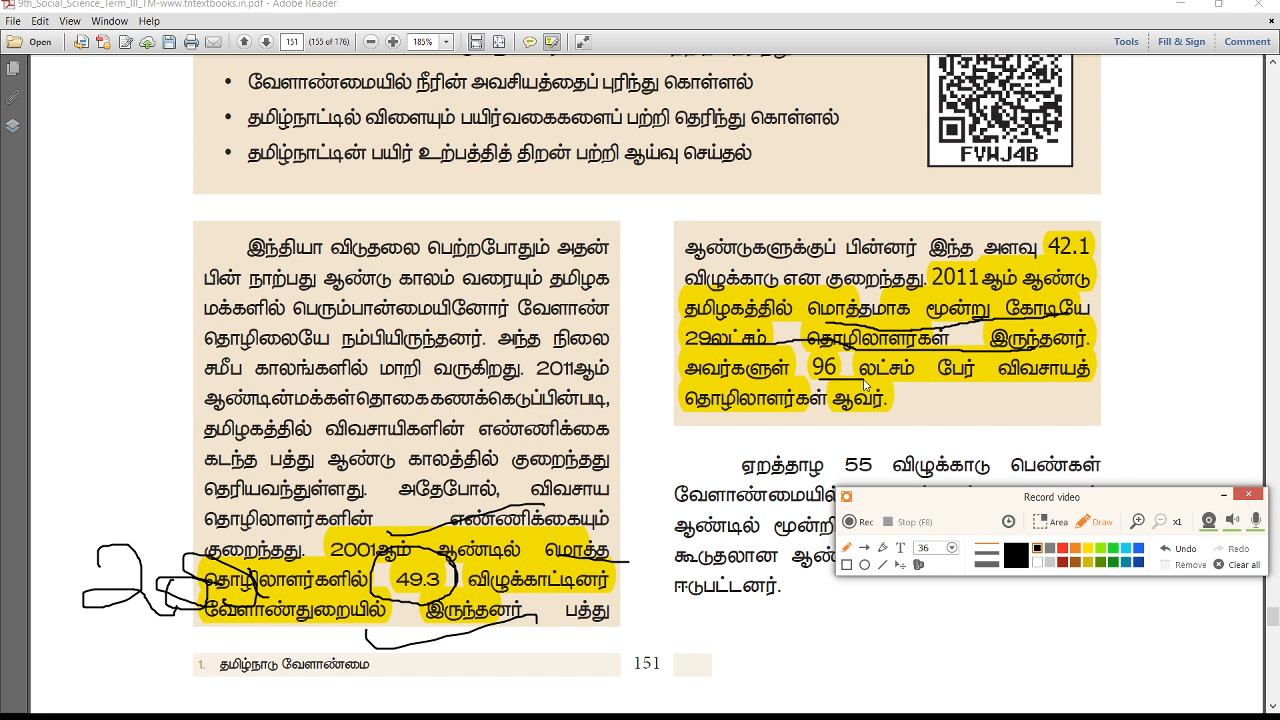 9th_Social_Science_Term_III_TM-www.tntextbooks.in.pdf - Adobe Reader
File Edit View Window Help
Open 151 (155 of 176) 185% Tools Fill & Sign Comment
• வேளாண்மையில் நீரின் அவசியத்தைப் புரிந்து கொள்ளல்
• தமிழ்நாட்டில் விளையும் பயிர்வகைகளைப் பற்றி தெரிந்து கொள்ளல்
• தமிழ்நாட்டின் பயிர் உற்பத்தித் திறன் பற்றி ஆய்வு செய்தல்
FVWJ4B
இந்தியா விடுதலை பெற்றபோதும் அதன்
பின் நாற்பது ஆண்டு காலம் வரையும் தமிழக
மக்களில் பெரும்பான்மையினோர் வேளாண்
தொழிலையே நம்பியிருந்தனர். அந்த நிலை
சமீப காலங்களில் மாறி வருகிறது. 2011ஆம்
ஆண்டின்மக்கள்தொகை கணக்கெடுப்பின்படி,
தமிழகத்தில் விவசாயிகளின் எண்ணிக்கை
கடந்த பத்து ஆண்டு காலத்தில் குறைந்தது
தெரியவந்துள்ளது. அதேபோல், விவசாய
தொழிலாளர்களின் எண்ணிக்கையும்
குறைந்தது. 2001ஆம் ஆண்டில் மொத்த
தொழிலாளர்களில் 49.3 விழுக்காட்டினர்
வேளாண்துறையில் இருந்தனர். பத்து
ஆண்டுகளுக்குப் பின்னர் இந்த அளவு 42.1
விழுக்காடு என குறைந்தது. 2011ஆம் ஆண்டு
தமிழகத்தில் மொத்தமாக மூன்று கோடியே
29லட்சம் தொழிலாளர்கள் இருந்தனர்.
அவர்களுள் 96 லட்சம் பேர் விவசாயத்
தொழிலாளர்கள் ஆவர்.
ஏறத்தாழ 55 விழுக்காடு பெண்கள்
வேளாண்மையில்
ஆண்டில்
கூடுதலான
ஈடுபட்டனர்.
Record video
Rec Stop (F8) Area Draw x1
T 36 Undo Redo
Remove Clear all
1. தமிழ்நாடு வேளாண்மை 151